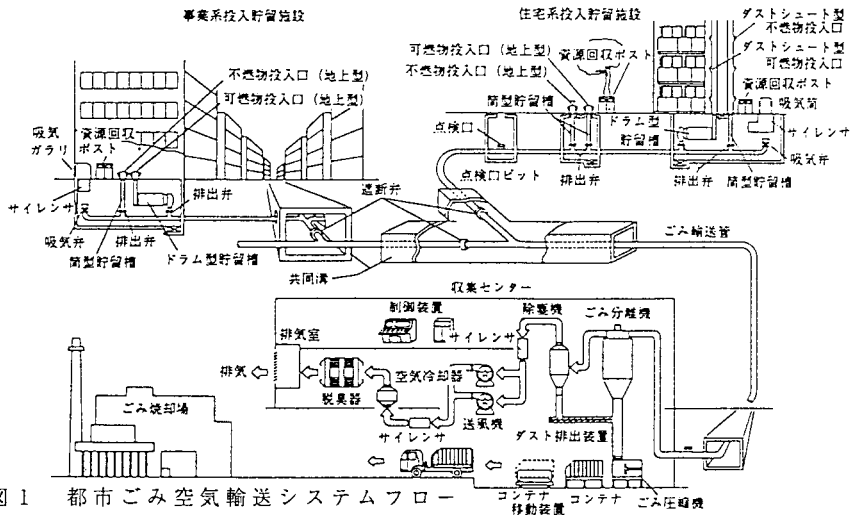 事業系投入貯留施設
住宅系投入貯留施設
ダストシュート型
不燃物投入口
ダストシュート型
可燃物投入口
資源回収ポスト
吸気筒
サイレンサ
吸気弁
可燃物投入口(地上型)
不燃物投入口(地上型)
資源回収ポスト
筒型貯留槽
ドラム型
貯留槽
点検口
点検口ピット
排出弁
排出弁
筒型貯留槽
不燃物投入口(地上型)
可燃物投入口(地上型)
吸気
ガラリ
資源回収
ポスト
サイレンサ
排出弁
吸気弁
排出弁
筒型貯留槽
ドラム型貯留槽
遮断弁
共同溝
ごみ輸送管
収集センター
制御装置
サイレンサ
除塵機
ごみ分離機
排気室
排気
脱臭器
空気冷却器
送風機
サイレンサ
ダスト排出装置
ごみ焼却場
コンテナ
移動装置
コンテナ
ごみ圧縮機
図1 都市ごみ空気輸送システムフロー